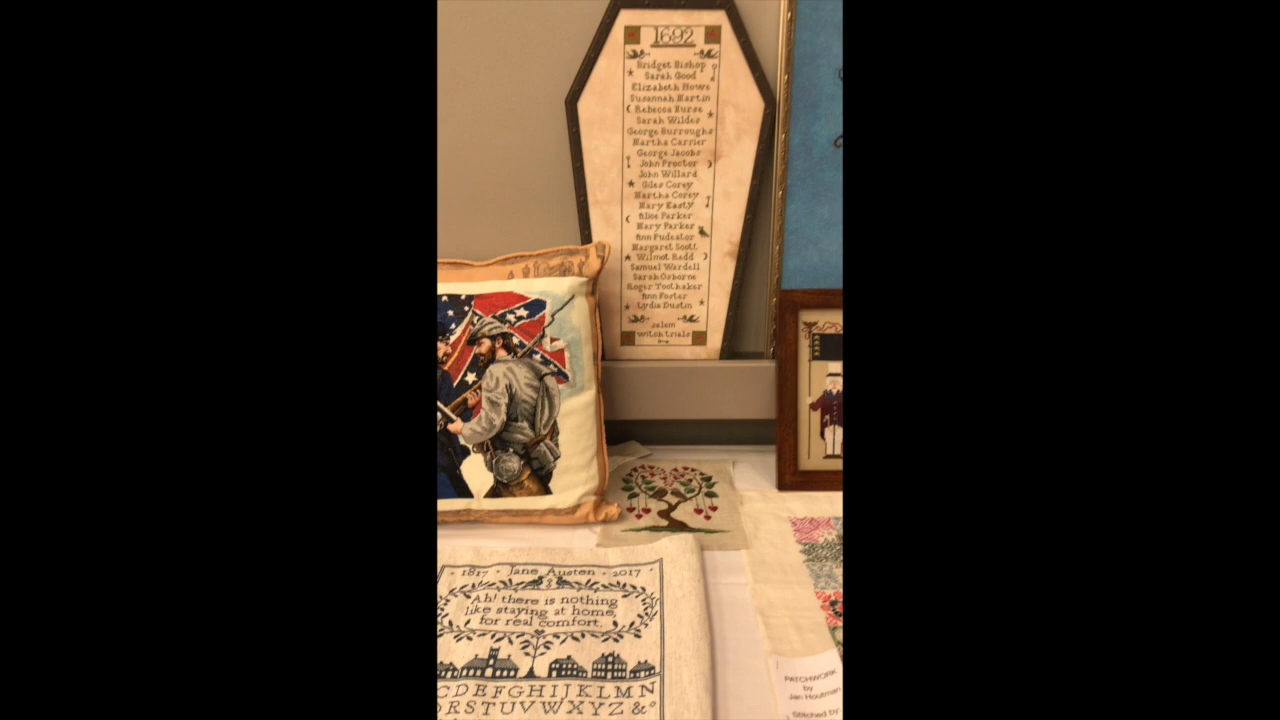 1692
Bridget Bishop
Sarah Good
Elizabeth Howe
Susannah Martin
Rebecca Nurse
Sarah Wildes
George Burroughs
Martha Carrier
George Jacobs
John Proctor
John Willard
Giles Corey
Martha Corey
Mary Easty
Alice Parker
Mary Parker
Ann Pudeator
Margaret Scott
Wilmot Redd
Samuel Wardell
Sarah Osborne
Roger Toothaker
Ann Foster
Lydia Dustin
salem
witch trials
· 1817 · Jane Austen · 2017 ·
Ah! there is nothing
like staying at home,
for real comfort.
CDEFGHIJKLMN
RSTUVWXYZ &
PATCHWORK
by
Jan Houtman
Stitched by: